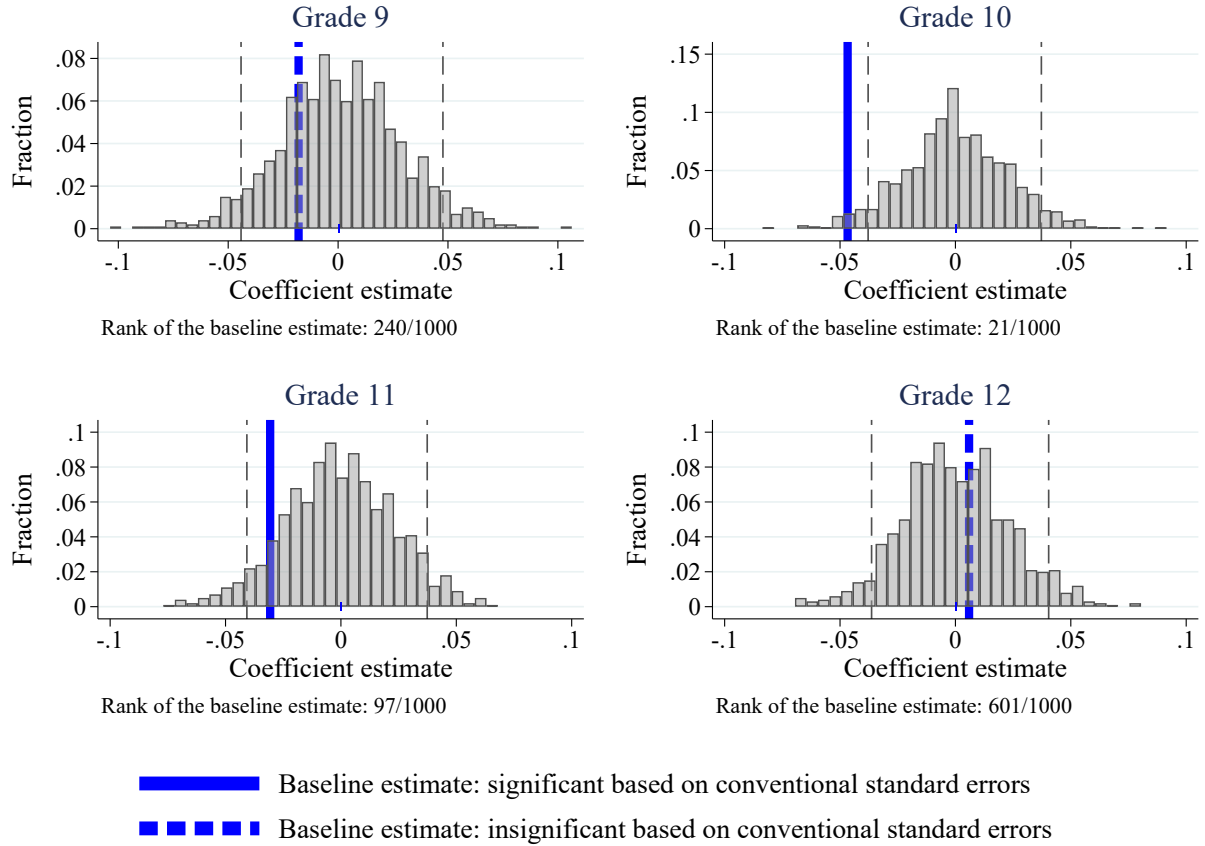 Grade 9
Fraction
.08
.06
.04
.02
0
-.1
-.05
0
.05
.1
Coefficient estimate
Rank of the baseline estimate: 240/1000
Grade 10
Fraction
.15
.1
.05
0
-.1
-.05
0
.05
.1
Coefficient estimate
Rank of the baseline estimate: 21/1000
Grade 11
Fraction
.1
.08
.06
.04
.02
0
-.1
-.05
0
.05
.1
Coefficient estimate
Rank of the baseline estimate: 97/1000
Grade 12
Fraction
.1
.08
.06
.04
.02
0
-.1
-.05
0
.05
.1
Coefficient estimate
Rank of the baseline estimate: 601/1000
Baseline estimate: significant based on conventional standard errors
Baseline estimate: insignificant based on conventional standard errors